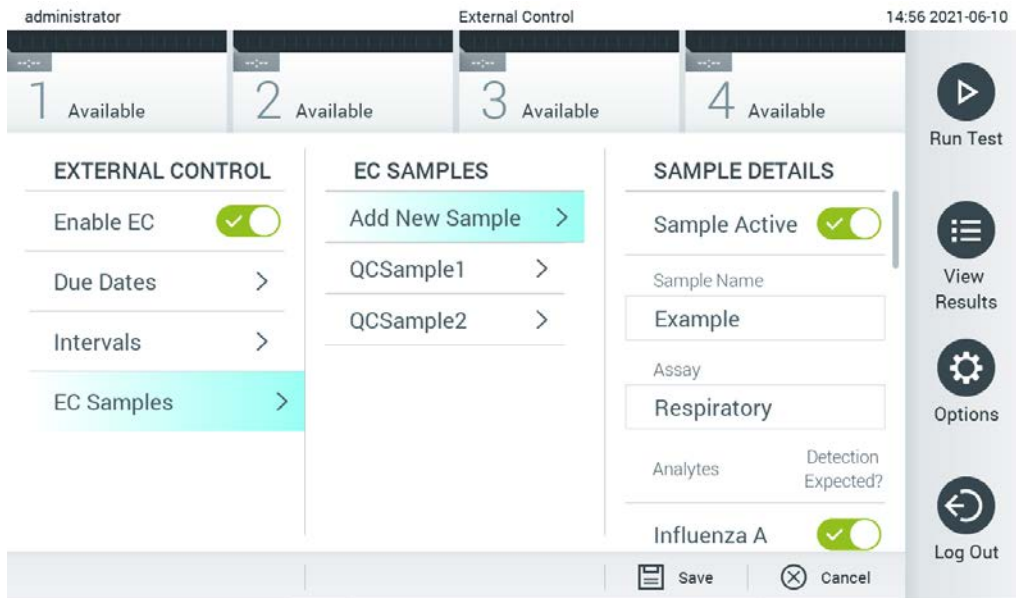 administrator
External Control
14:56 2021-06-10
--:--
1 Available
--:--
2 Available
--:--
3 Available
--:--
4 Available
EXTERNAL CONTROL
Enable EC
Due Dates
Intervals
EC Samples
EC SAMPLES
Add New Sample
QCSample1
QCSample2
SAMPLE DETAILS
Sample Active
Sample Name
Example
Assay
Respiratory
Analytes
Detection
Expected?
Influenza A
Save
Cancel
Run Test
View
Results
Options
Log Out